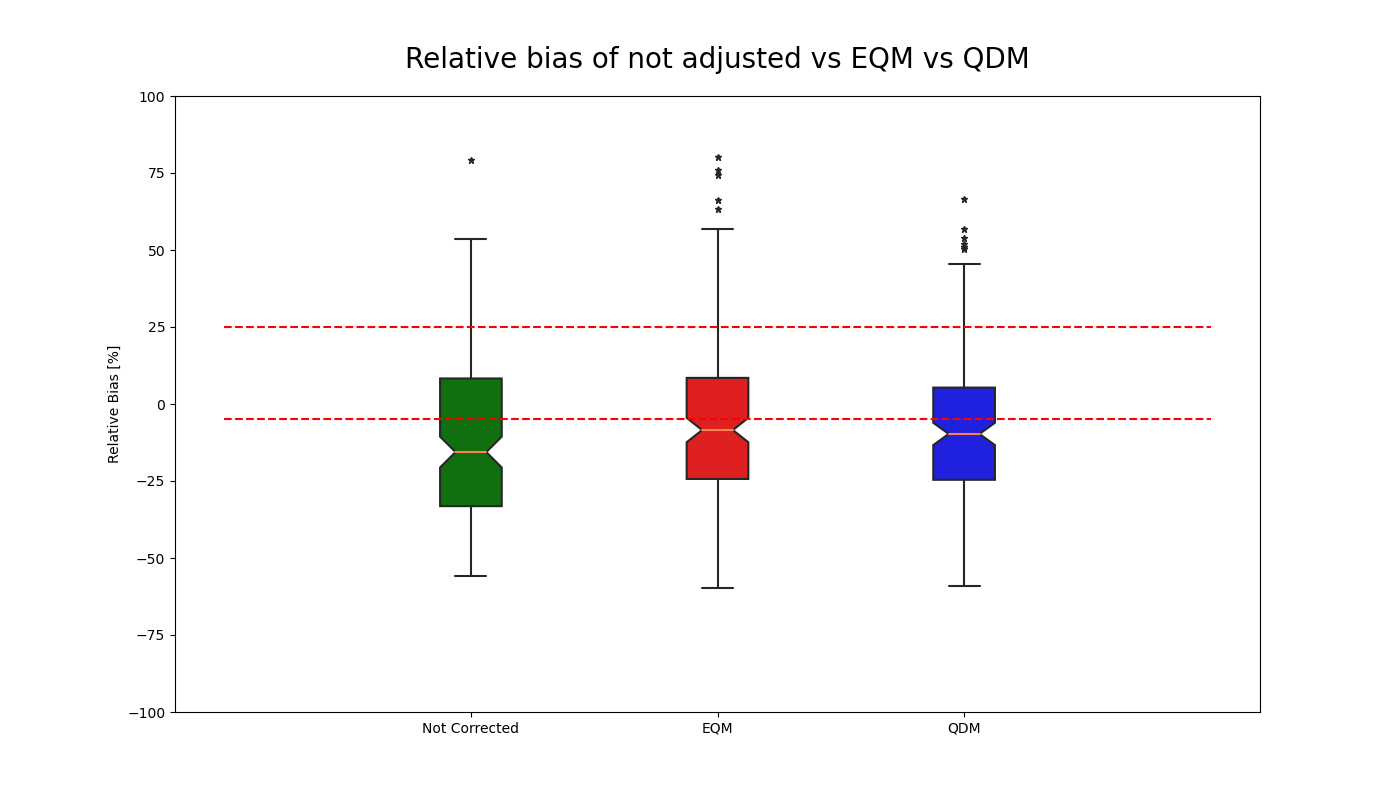 Relative bias of not adjusted vs EQM vs QDM
100
75
50
25
0
−25
−50
−75
−100
Relative Bias [%]
Not Corrected
EQM
QDM